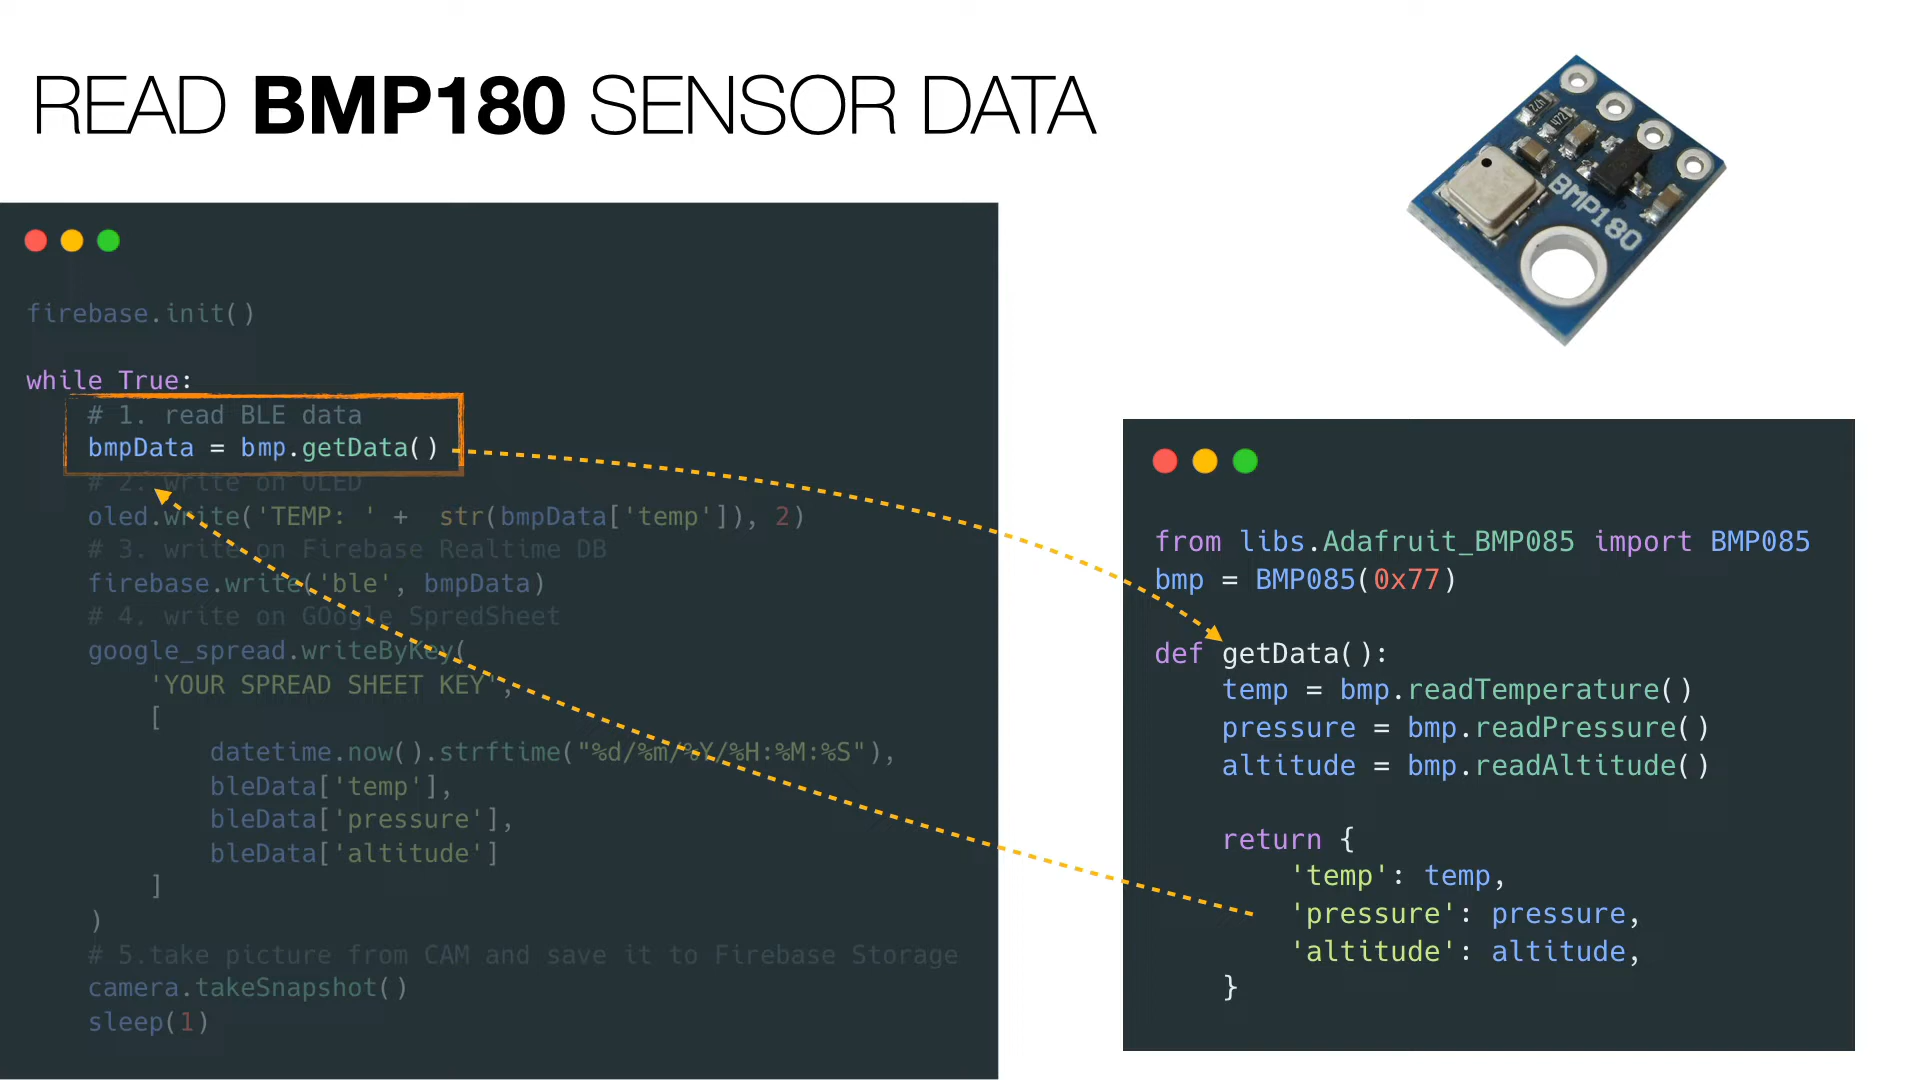 READ BMP180 SENSOR DATA
472
472
BMP180
firebase.init()
while True:
# 1. read BLE data
bmpData = bmp.getData()
# 2. write on OLED
oled.write('TEMP: ' +  str(bmpData['temp']), 2)
# 3. write on Firebase Realtime DB
firebase.write('ble', bmpData)
# 4. write on GOogle SpredSheet
google_spread.writeByKey(
'YOUR SPREAD SHEET KEY',
[
datetime.now().strftime("%d/%m/%Y/%H:%M:%S"),
bleData['temp'],
bleData['pressure'],
bleData['altitude']
]
)
# 5.take picture from CAM and save it to Firebase Storage
camera.takeSnapshot()
sleep(1)
from libs.Adafruit_BMP085 import BMP085
bmp = BMP085(0x77)
def getData():
temp = bmp.readTemperature()
pressure = bmp.readPressure()
altitude = bmp.readAltitude()
return {
'temp': temp,
'pressure': pressure,
'altitude': altitude,
}